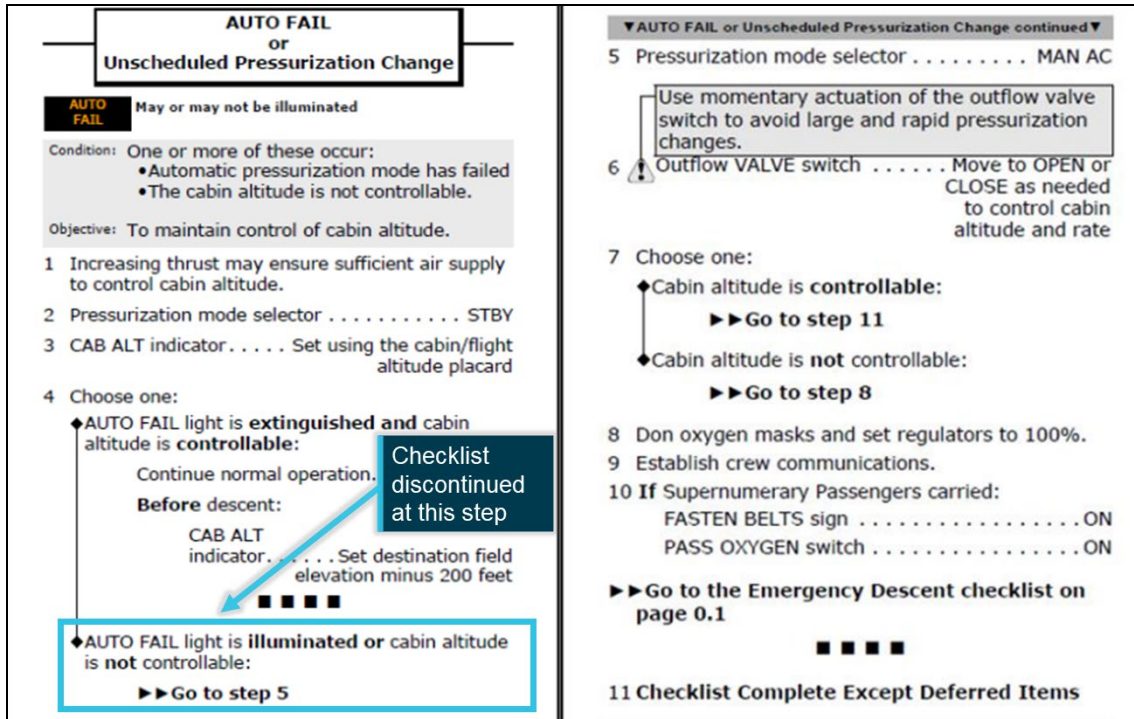 AUTO FAIL
or
Unscheduled Pressurization Change
AUTO
FAIL
May or may not be illuminated
Condition: One or more of these occur:
•Automatic pressurization mode has failed
•The cabin altitude is not controllable.
Objective: To maintain control of cabin altitude.
1 Increasing thrust may ensure sufficient air supply
to control cabin altitude.
2 Pressurization mode selector . . . . . . . . . . . STBY
3 CAB ALT indicator . . . . . Set using the cabin/flight
altitude placard
4 Choose one:
◆AUTO FAIL light is extinguished and cabin
altitude is controllable:
Continue normal operation.
Before descent:
CAB ALT
indicator. . . . . . Set destination field
elevation minus 200 feet
■ ■ ■ ■
◆AUTO FAIL light is illuminated or cabin altitude
is not controllable:
►►Go to step 5
Checklist
discontinued
at this step
▼AUTO FAIL or Unscheduled Pressurization Change continued▼
5 Pressurization mode selector . . . . . . . . . MAN AC
Use momentary actuation of the outflow valve
switch to avoid large and rapid pressurization
changes.
6 Outflow VALVE switch . . . . . . Move to OPEN or
CLOSE as needed
to control cabin
altitude and rate
7 Choose one:
◆Cabin altitude is controllable:
►►Go to step 11
◆Cabin altitude is not controllable:
►►Go to step 8
8 Don oxygen masks and set regulators to 100%.
9 Establish crew communications.
10 If Supernumerary Passengers carried:
FASTEN BELTS sign . . . . . . . . . . . . . . . . . . ON
PASS OXYGEN switch . . . . . . . . . . . . . . . . ON
►►Go to the Emergency Descent checklist on
page 0.1
■ ■ ■ ■
11 Checklist Complete Except Deferred Items